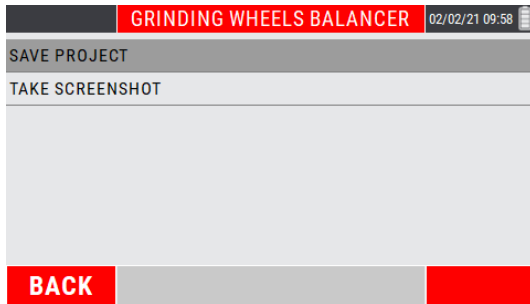 GRINDING WHEELS BALANCER 02/02/21 09:58
SAVE PROJECT
TAKE SCREENSHOT
BACK